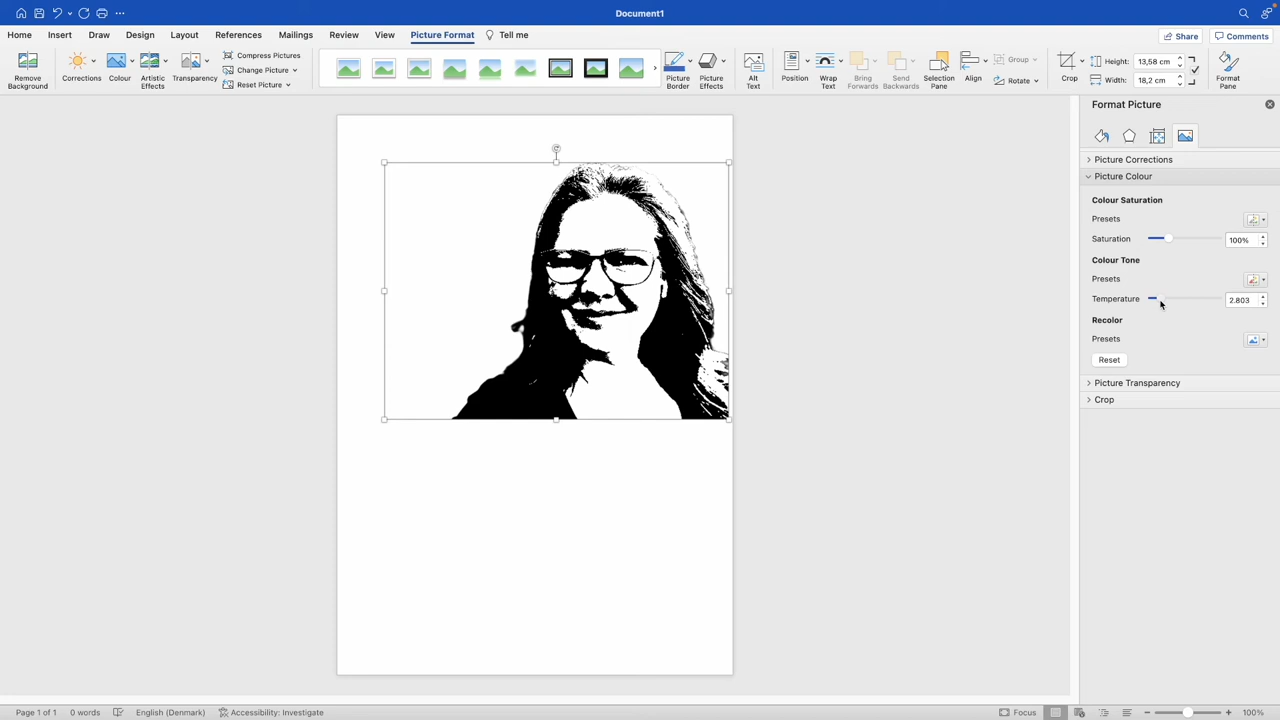 Document1
Home Insert Draw Design Layout References Mailings Review View Picture Format Tell me Share Comments
Remove Background
Corrections
Colour
Artistic Effects
Transparency
Compress Pictures
Change Picture
Reset Picture
Picture Border
Picture Effects
Alt Text
Position
Wrap Text
Bring Forwards
Send Backwards
Selection Pane
Align
Group
Rotate
Crop
Height: 13,58 cm
Width: 18,2 cm
Format Pane
Format Picture
Picture Corrections
Picture Colour
Colour Saturation
Presets
Saturation 100%
Colour Tone
Presets
Temperature 2.803
Recolor
Presets
Reset
Picture Transparency
Crop
Page 1 of 1 0 words English (Denmark) Accessibility: Investigate Focus 100%